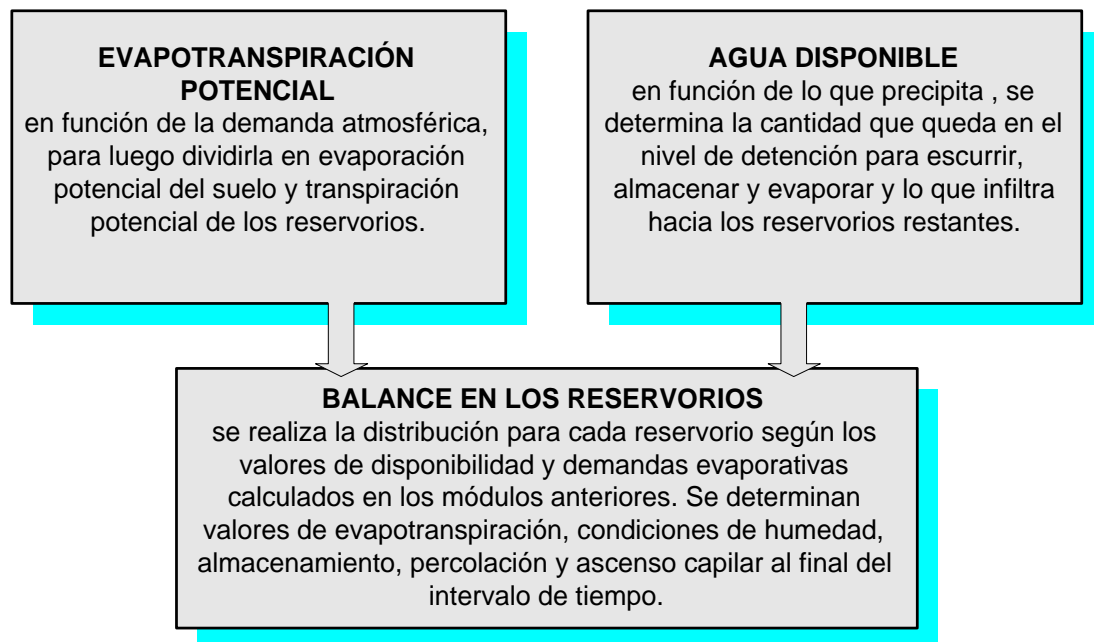 EVAPOTRANSPIRACIÓN
POTENCIAL
en función de la demanda atmosférica,
para luego dividirla en evaporación
potencial del suelo y transpiración
potencial de los reservorios.
AGUA DISPONIBLE
en función de lo que precipita , se
determina la cantidad que queda en el
nivel de detención para escurrir,
almacenar y evaporar y lo que infiltra
hacia los reservorios restantes.
BALANCE EN LOS RESERVORIOS
se realiza la distribución para cada reservorio según los
valores de disponibilidad y demandas evaporativas
calculados en los módulos anteriores. Se determinan
valores de evapotranspiración, condiciones de humedad,
almacenamiento, percolación y ascenso capilar al final del
intervalo de tiempo.